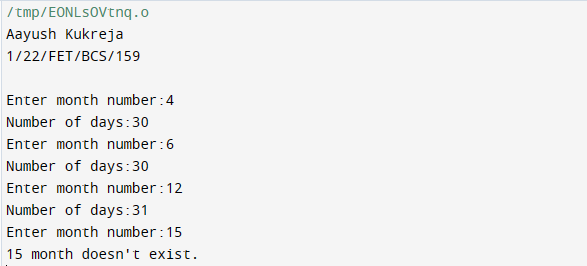 /tmp/EONLsOVtnq.o
Aayush Kukreja
1/22/FET/BCS/159
Enter month number:4
Number of days:30
Enter month number:6
Number of days:30
Enter month number:12
Number of days:31
Enter month number:15
15 month doesn't exist.